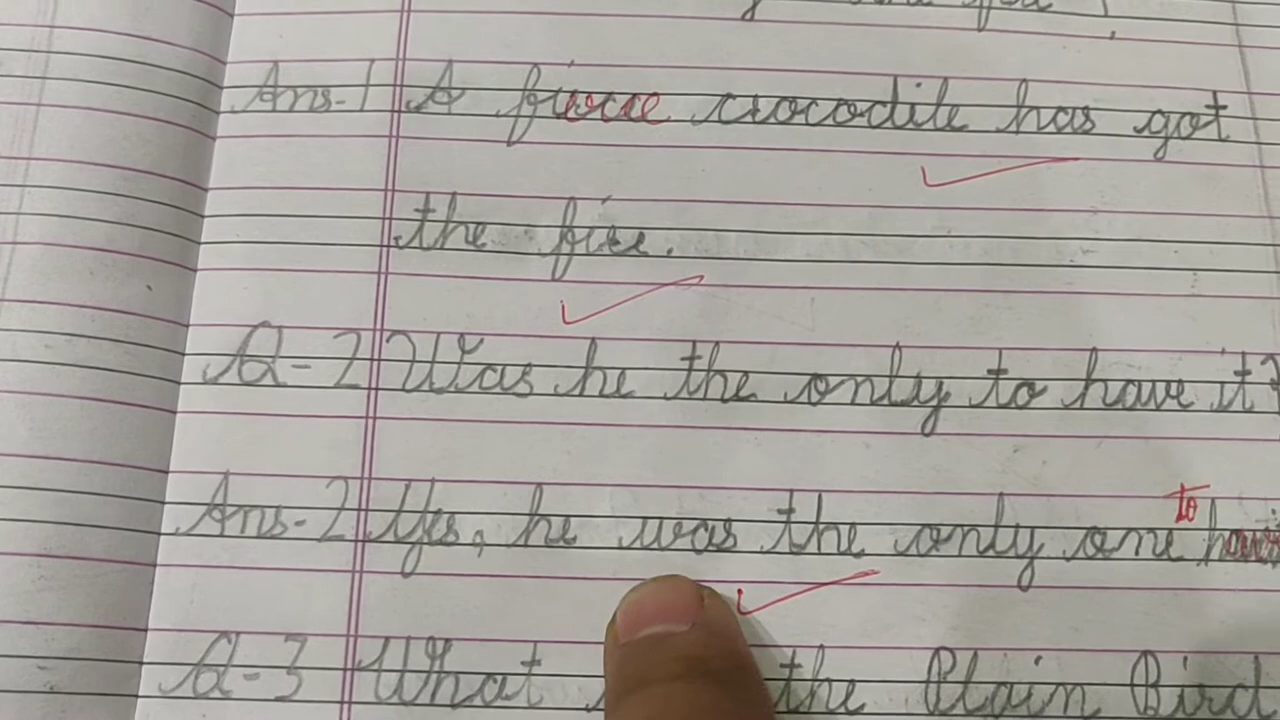 Ans-1 A fierce crocodile has got
the fire.
Q-2 Was he the only to have it?
Ans-2 Yes, he was the only one to
Q-3 What the Plain Bird